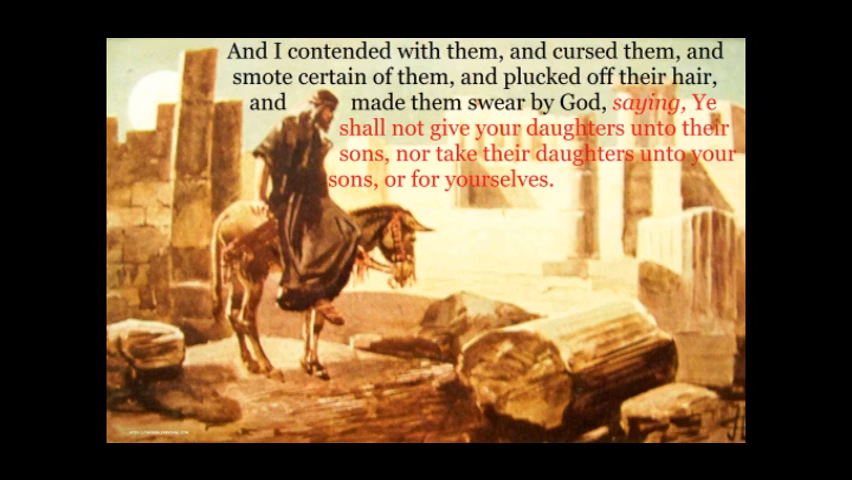 And I contended with them, and cursed them, and
smote certain of them, and plucked off their hair,
and made them swear by God, saying, Ye
shall not give your daughters unto their
sons, nor take their daughters unto your
sons, or for yourselves.